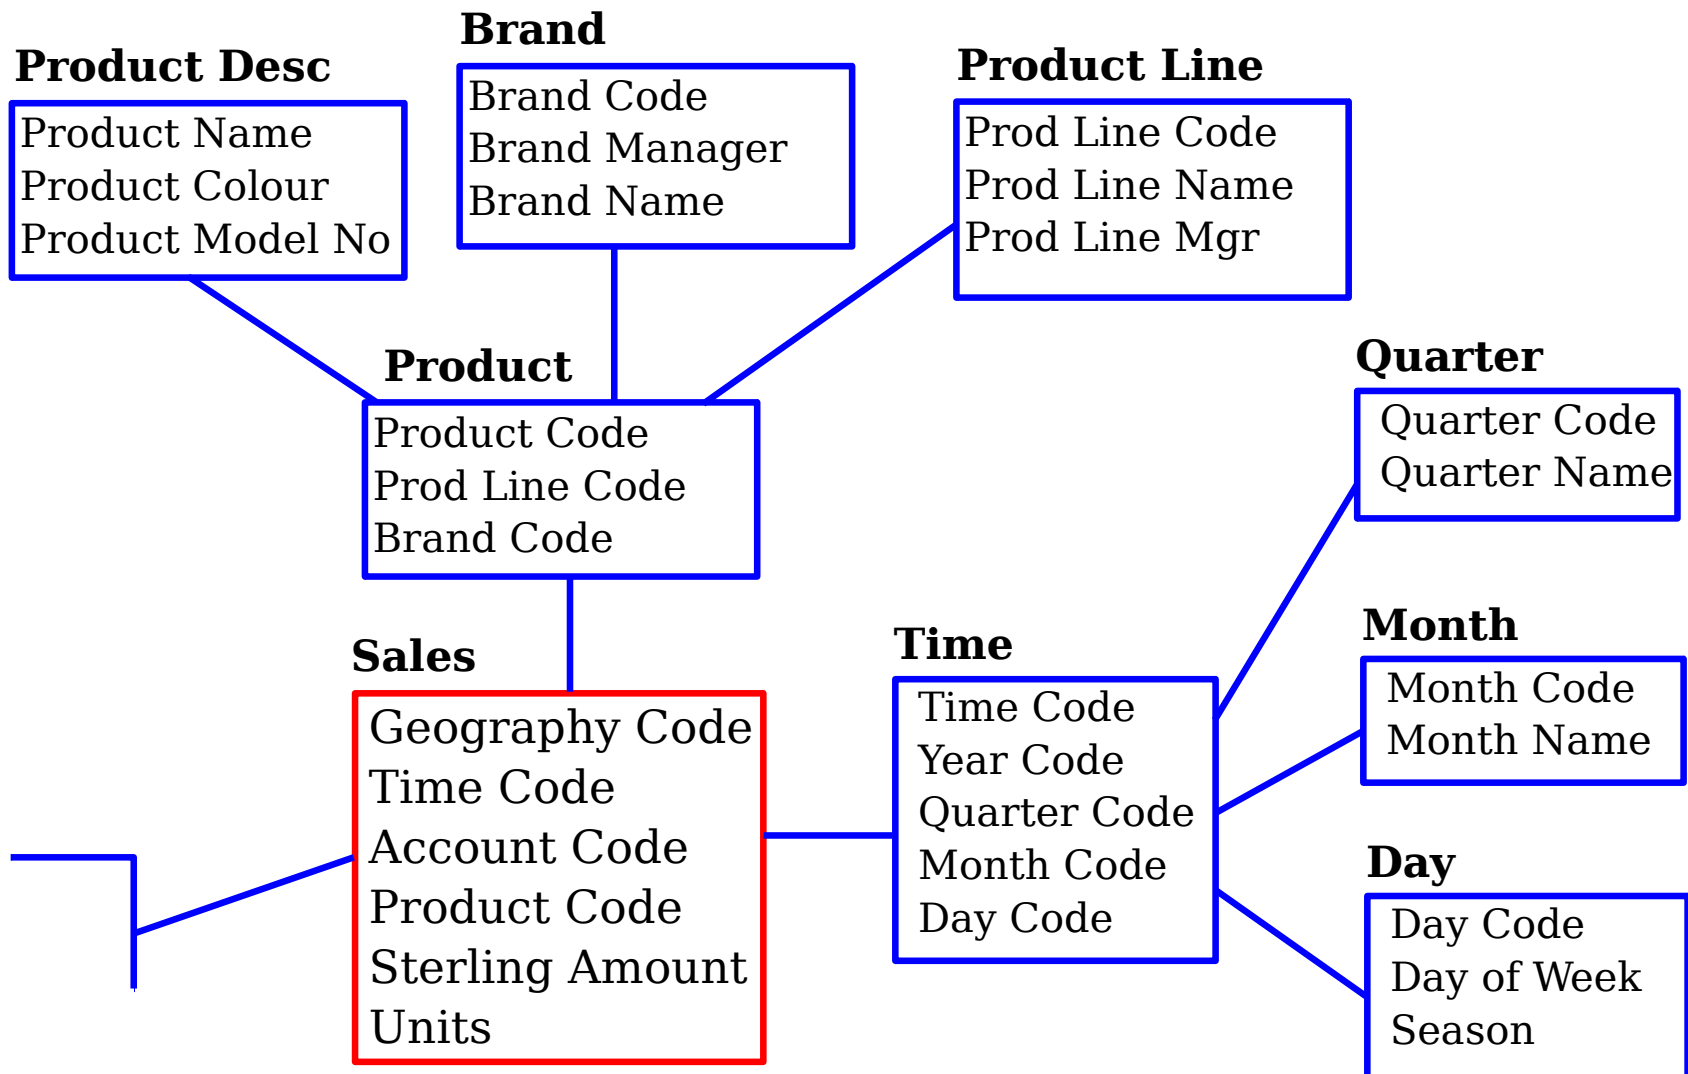 Product Desc
Product Name
Product Colour
Product Model No
Brand
Brand Code
Brand Manager
Brand Name
Product Line
Prod Line Code
Prod Line Name
Prod Line Mgr
Product
Product Code
Prod Line Code
Brand Code
Quarter
Quarter Code
Quarter Name
Sales
Geography Code
Time Code
Account Code
Product Code
Sterling Amount
Units
Time
Time Code
Year Code
Quarter Code
Month Code
Day Code
Month
Month Code
Month Name
Day
Day Code
Day of Week
Season